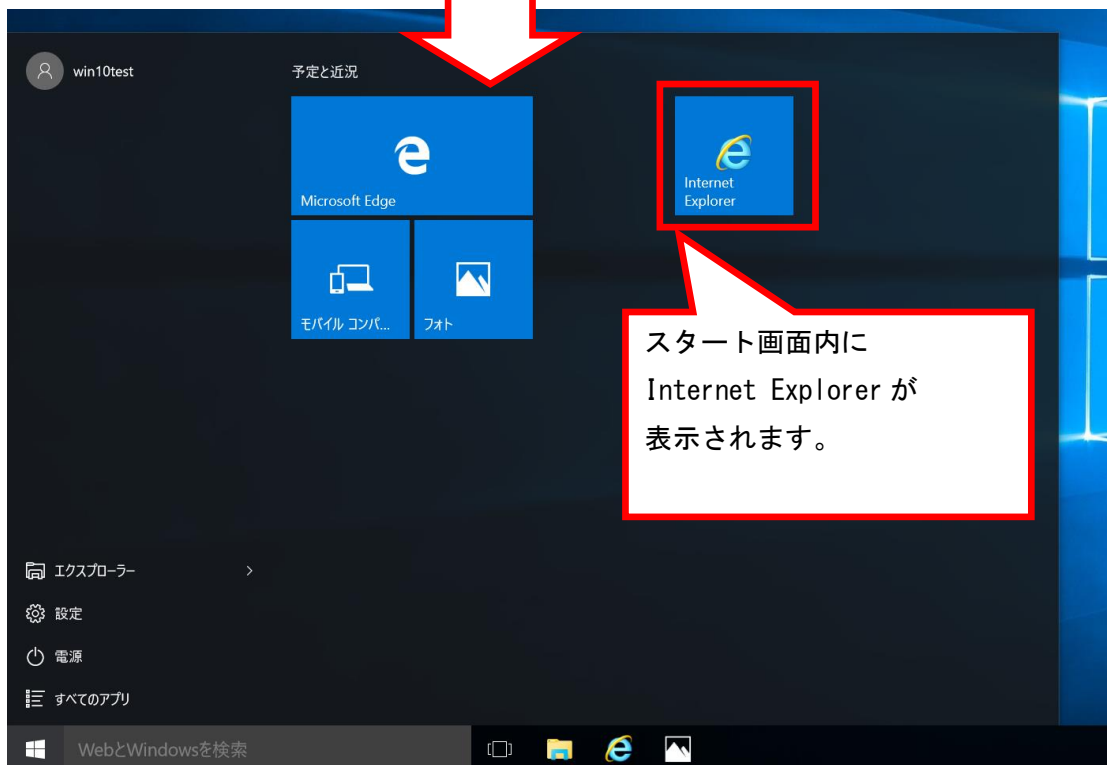 win10test
予定と近況
Microsoft Edge
Internet
Explorer
モバイル コンパ...
フォト
スタート画面内に
Internet Explorer が
表示されます。
エクスプローラー
設定
電源
すべてのアプリ
WebとWindowsを検索